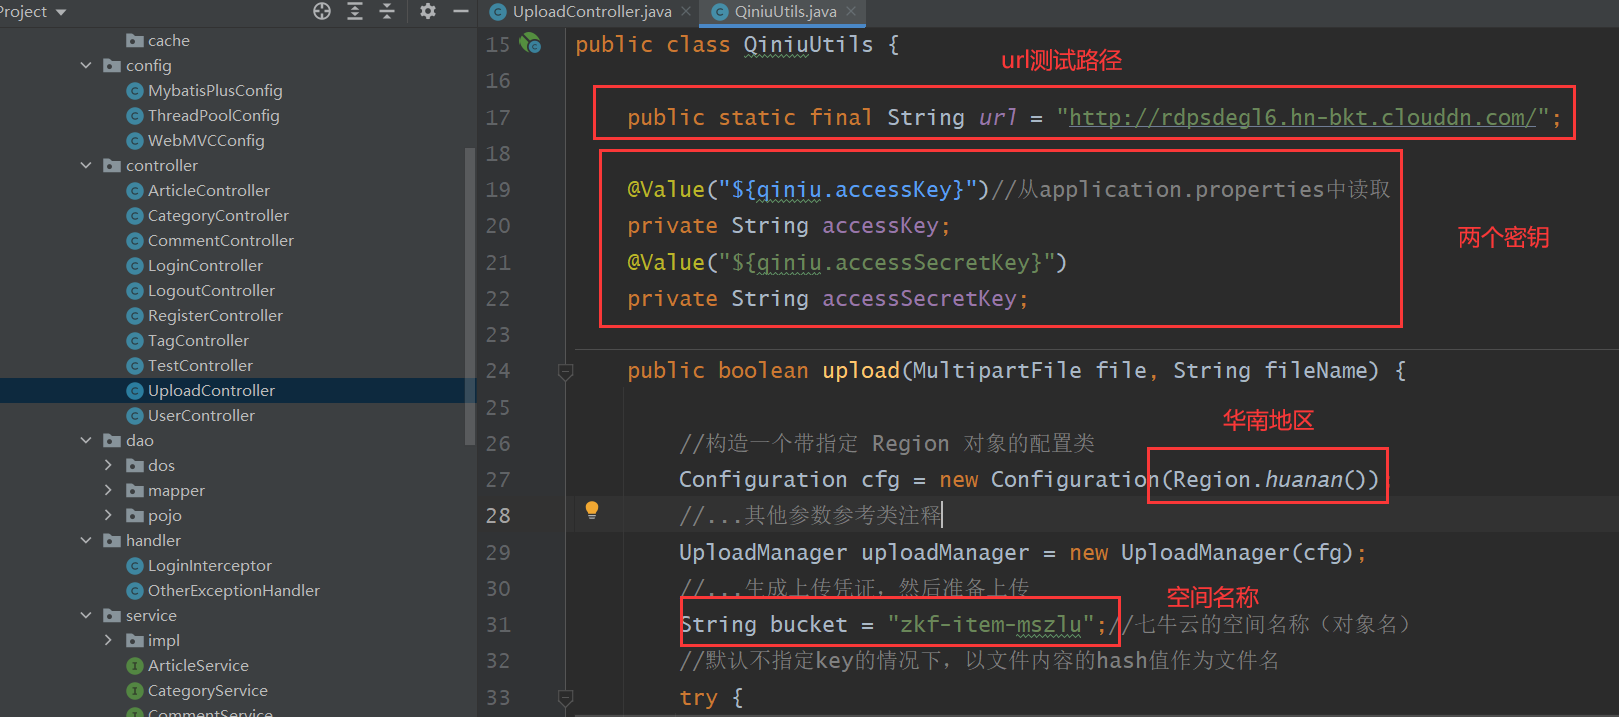 Project
cache
config
MybatisPlusConfig
ThreadPoolConfig
WebMVCConfig
controller
ArticleController
CategoryController
CommentController
LoginController
LogoutController
RegisterController
TagController
TestController
UploadController
UserController
dao
dos
mapper
pojo
handler
LoginInterceptor
OtherExceptionHandler
service
impl
ArticleService
CategoryService
CommentService
UploadController.java
QiniuUtils.java
15 public class QiniuUtils {
url测试路径
16
17 public static final String url = "http://rdpsdegl6.hn-bkt.clouddn.com/";
18
19 @Value("${qiniu.accessKey}")//从application.properties中读取
20 private String accessKey;
两个密钥
21 @Value("${qiniu.accessSecretKey}")
22 private String accessSecretKey;
23
24 public boolean upload(MultipartFile file, String fileName) {
25
华南地区
26 //构造一个带指定 Region 对象的配置类
27 Configuration cfg = new Configuration(Region.huanan());
28 //...其他参数参考类注释
29 UploadManager uploadManager = new UploadManager(cfg);
30 //...生成上传凭证，然后准备上传
空间名称
31 String bucket = "zkf-item-mszlu";//七牛云的空间名称（对象名）
32 //默认不指定key的情况下，以文件内容的hash值作为文件名
33 try {